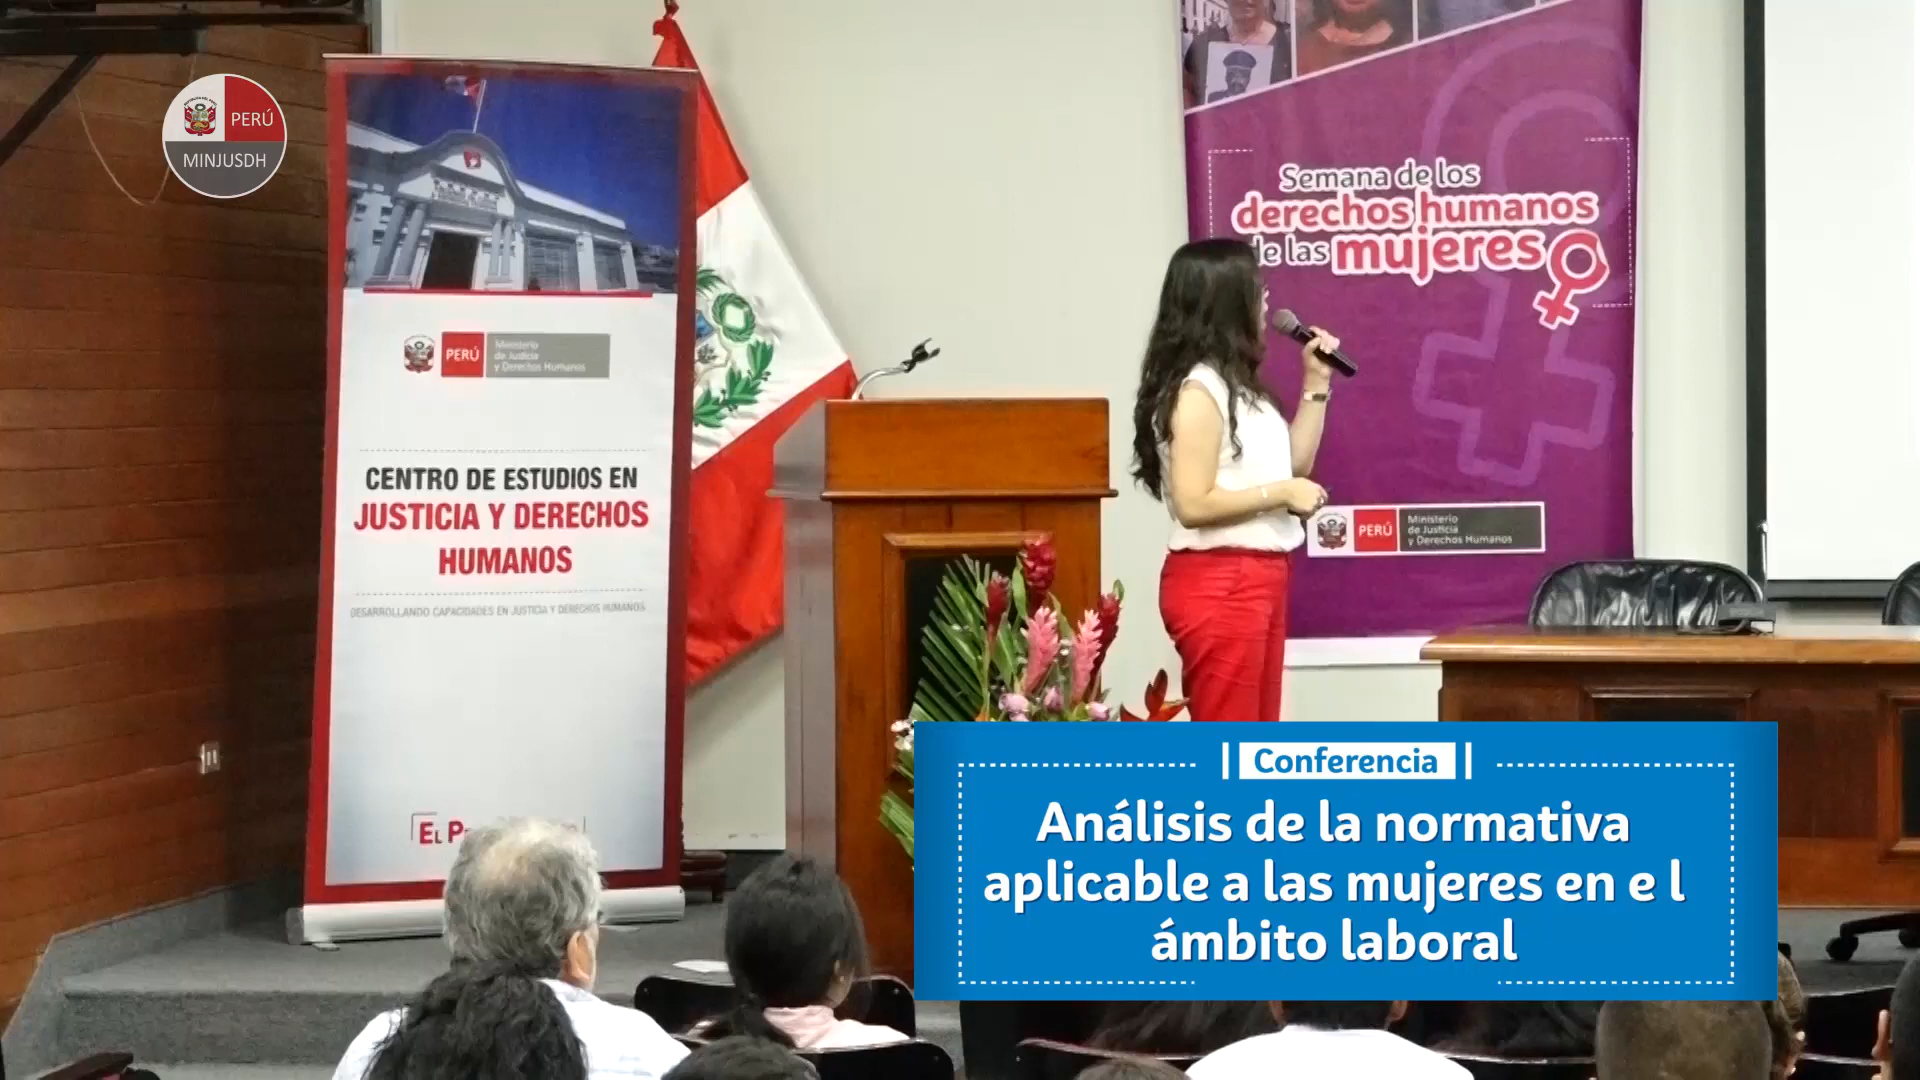 PERÚ
MINJUSDH
PERÚ
Ministerio
de Justicia
y Derechos Humanos
CENTRO DE ESTUDIOS EN
JUSTICIA Y DERECHOS
HUMANOS
DESARROLLANDO CAPACIDADES EN JUSTICIA Y DERECHOS HUMANOS
EL
Semana de los
derechos humanos
de las mujeres
PERÚ
Ministerio
de Justicia
y Derechos Humanos
Conferencia
Análisis de la normativa
aplicable a las mujeres en e l
ámbito laboral